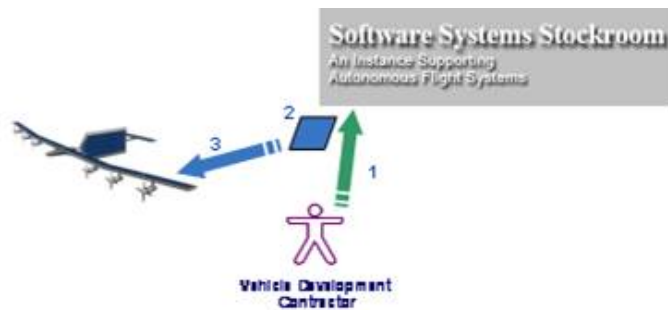 Software Systems Stockroom
An Instance Supporting
Autonomous Flight Systems
2
3
1
Vehicle Development
Contractor